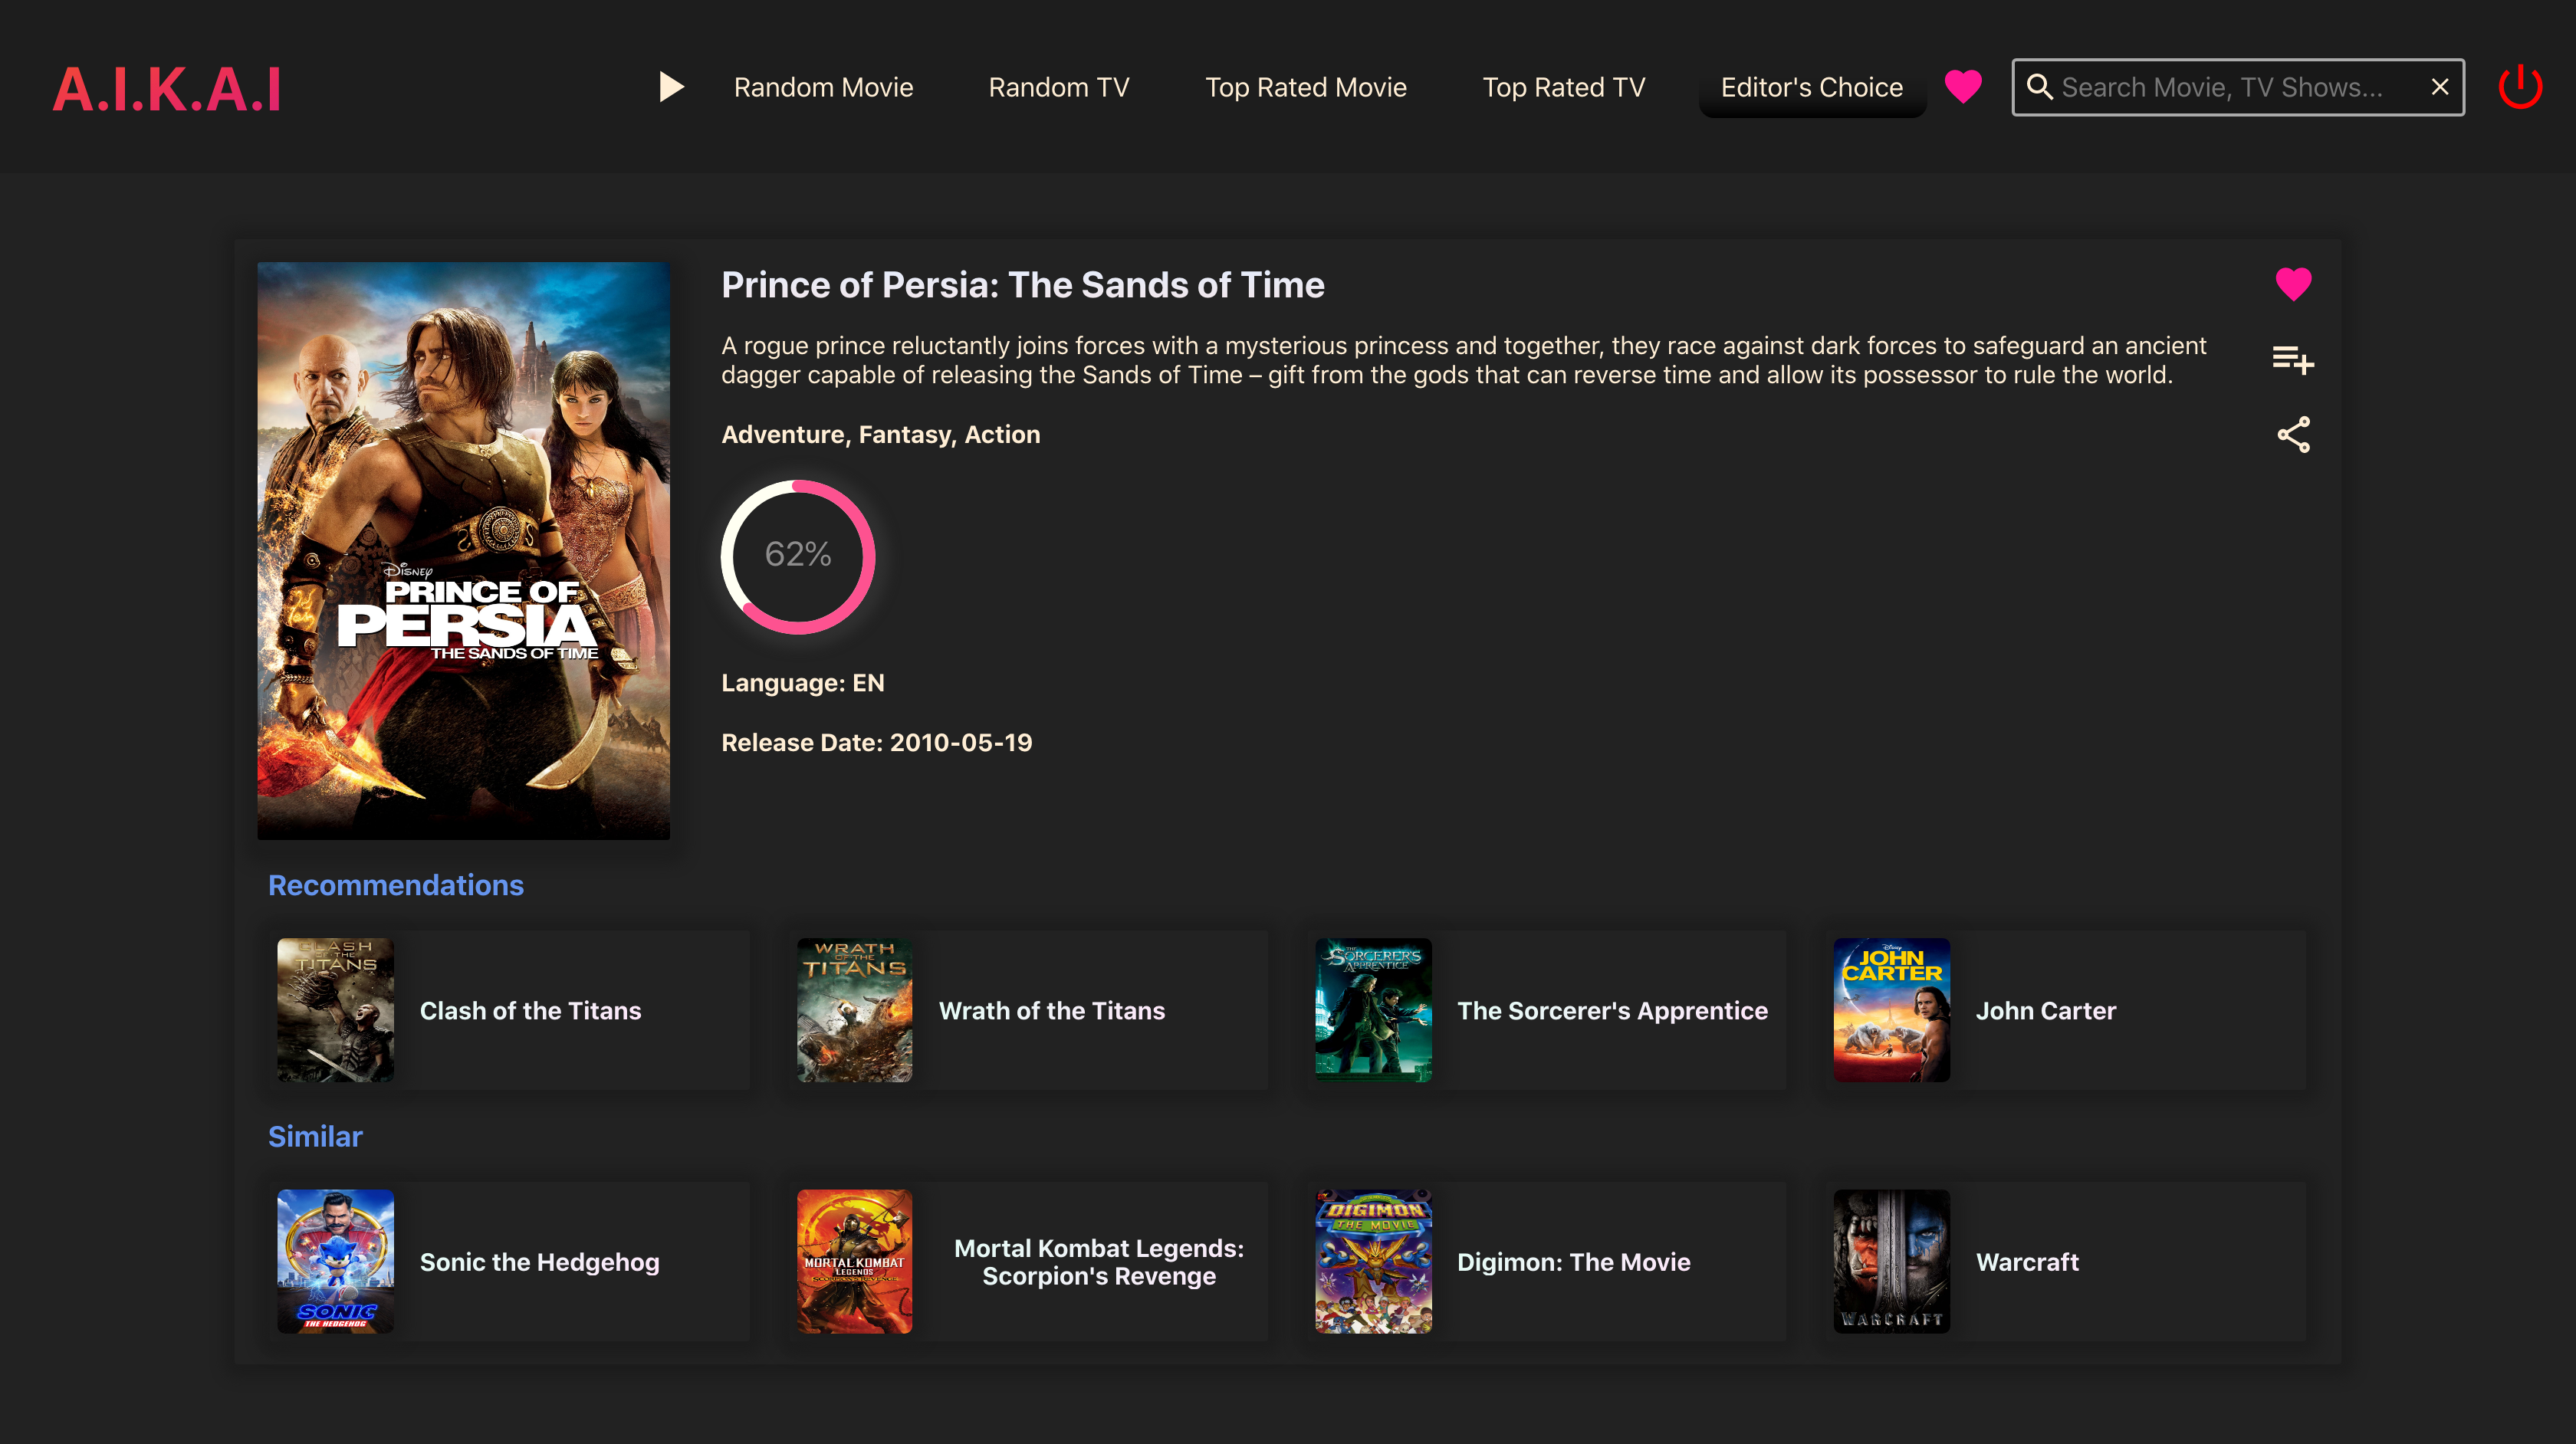 A.I.K.A.I
Random Movie
Random TV
Top Rated Movie
Top Rated TV
Editor's Choice
Search Movie, TV Shows...
Prince of Persia: The Sands of Time
A rogue prince reluctantly joins forces with a mysterious princess and together, they race against dark forces to safeguard an ancient
dagger capable of releasing the Sands of Time – gift from the gods that can reverse time and allow its possessor to rule the world.
Adventure, Fantasy, Action
62%
Language: EN
Release Date: 2010-05-19
Disney
PRINCE OF
PERSIA
THE SANDS OF TIME
Recommendations
CLASH
OF THE
TITANS
Clash of the Titans
WRATH
OF THE
TITANS
Wrath of the Titans
THE
SORCERER'S
APPRENTICE
The Sorcerer's Apprentice
Disney
JOHN
CARTER
John Carter
Similar
SONIC
THE HEDGEHOG
Sonic the Hedgehog
MORTAL KOMBAT
LEGENDS
SCORPION'S REVENGE
Mortal Kombat Legends:
Scorpion's Revenge
DIGIMON
THE MOVIE
Digimon: The Movie
WARCRAFT
Warcraft